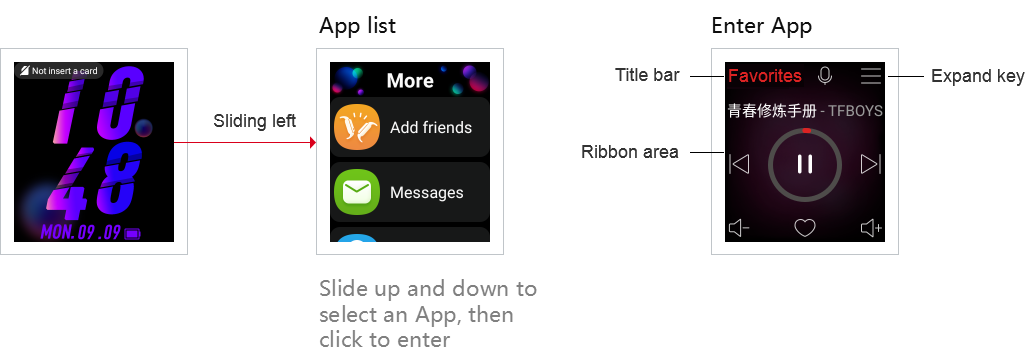 App list
Enter App
Not insert a card
10
48
MON. 09 .09
Sliding left
More
Add friends
Messages
Slide up and down to
select an App, then
click to enter
Title bar
Favorites
Expand key
青春修炼手册 - TFBOYS
Ribbon area